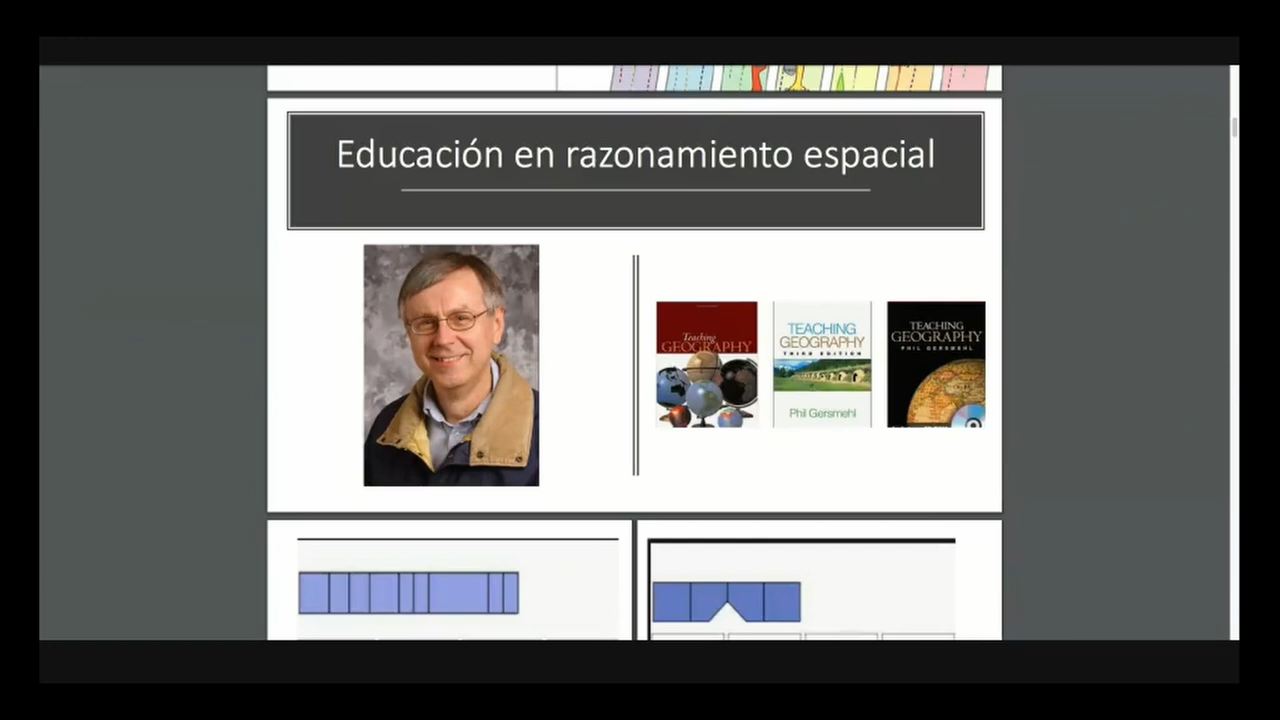 Educación en razonamiento espacial
Teaching
GEOGRAPHY
TEACHING
GEOGRAPHY
THIRD EDITION
Phil Gersmehl
TEACHING
GEOGRAPHY
PHIL GERSMEHL